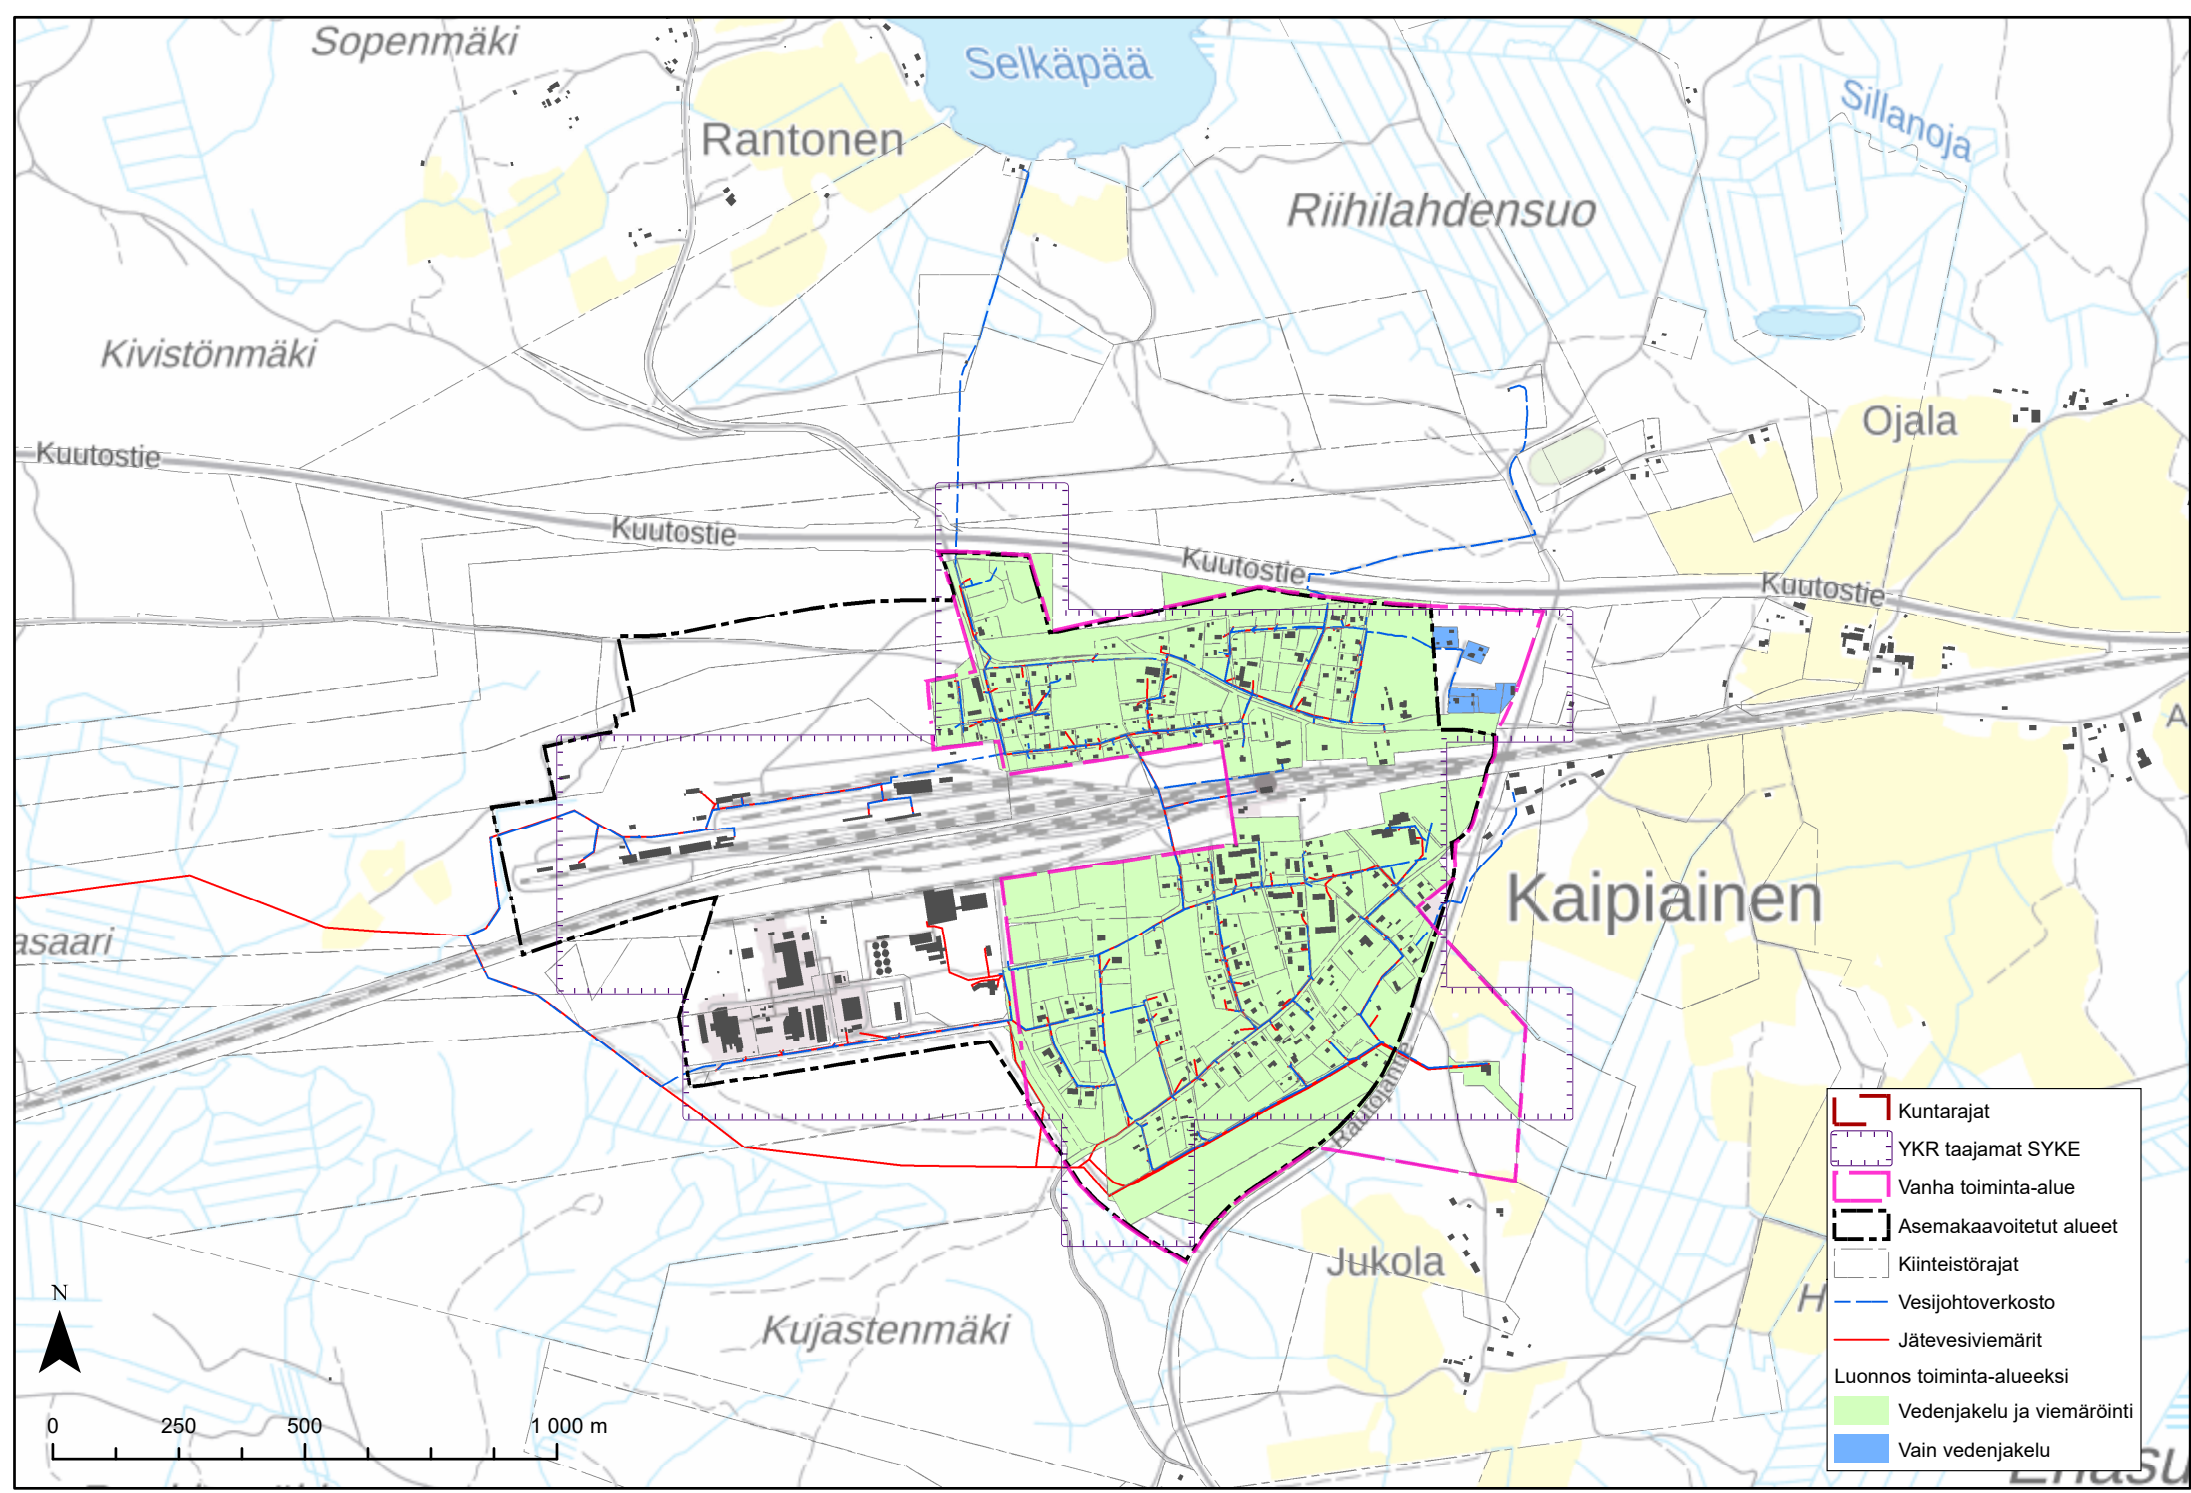 Sopenmäki
Selkäpää
Sillanoja
Rantonen
Riihilahdensuo
Kivistönmäki
Ojala
Kuutostie
Kuutostie
Kuutostie
Kuutostie
A
Kaipiainen
asaari
Rautojantie
Jukola
Kujastenmäki
H
N
0 250 500 1 000 m
Kuntarajat
YKR taajamat SYKE
Vanha toiminta-alue
Asemakaavoitetut alueet
Kiinteistörajat
Vesijohtoverkosto
Jätevesiviemärit
Luonnos toiminta-alueeksi
Vedenjakelu ja viemäröinti
Vain vedenjakelu